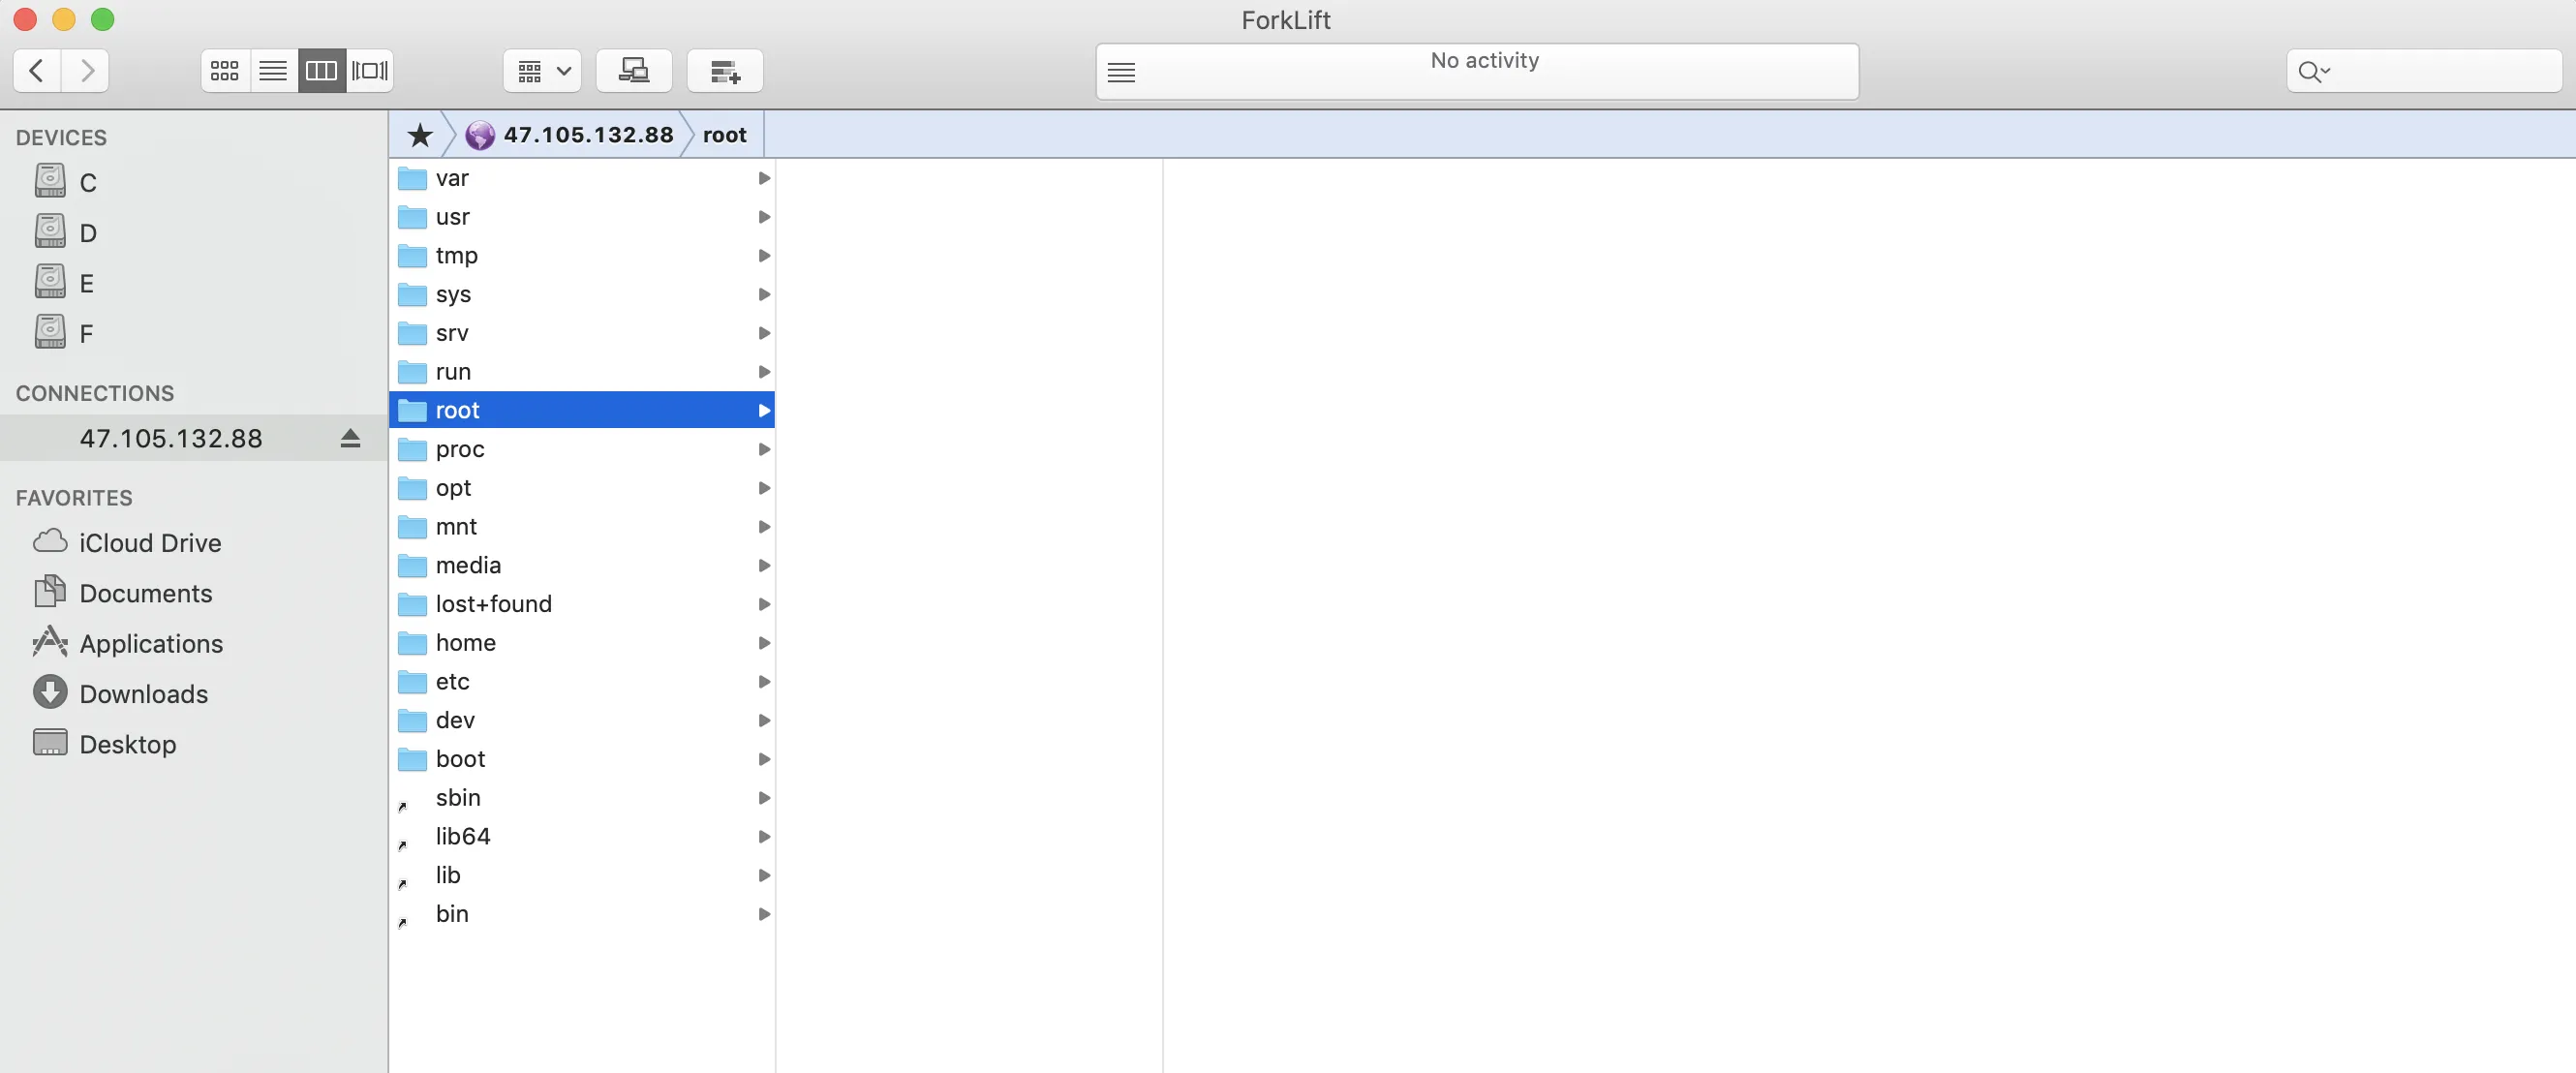 ForkLift
No activity
DEVICES
C
D
E
F
CONNECTIONS
47.105.132.88
FAVORITES
iCloud Drive
Documents
Applications
Downloads
Desktop
47.105.132.88 root
var
usr
tmp
sys
srv
run
root
proc
opt
mnt
media
lost+found
home
etc
dev
boot
sbin
lib64
lib
bin